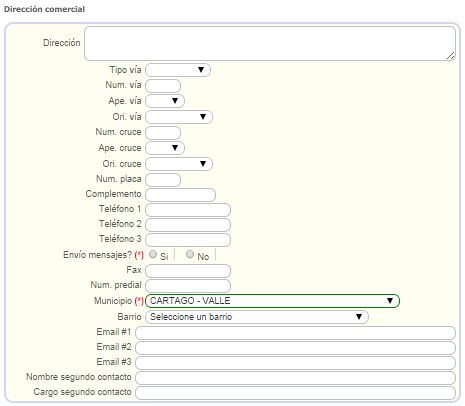 Dirección comercial
Dirección
Tipo vía
Num. vía
Ape. vía
Ori. vía
Num. cruce
Ape. cruce
Ori. cruce
Num. placa
Complemento
Teléfono 1
Teléfono 2
Teléfono 3
Envío mensajes? (*) Si No
Fax
Num. predial
Municipio (*) CARTAGO - VALLE
Barrio Seleccione un barrio
Email #1
Email #2
Email #3
Nombre segundo contacto
Cargo segundo contacto